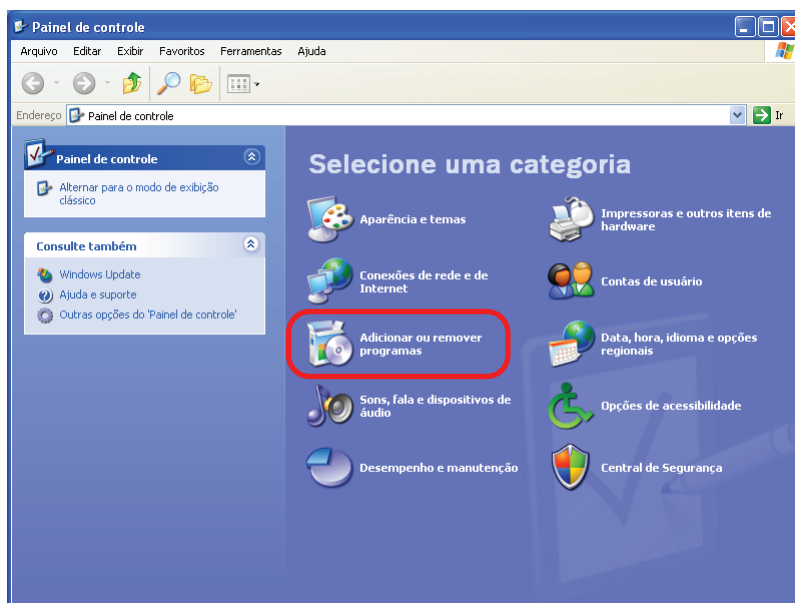 Painel de controle
Arquivo Editar Exibir Favoritos Ferramentas Ajuda
Endereço Painel de controle Ir
Painel de controle
Alternar para o modo de exibição
clássico
Consulte também
Windows Update
Ajuda e suporte
Outras opções do 'Painel de controle'
Selecione uma categoria
Aparência e temas
Impressoras e outros itens de
hardware
Conexões de rede e de
Internet
Contas de usuário
Adicionar ou remover
programas
Data, hora, idioma e opções
regionais
Sons, fala e dispositivos de
áudio
Opções de acessibilidade
Desempenho e manutenção
Central de Segurança